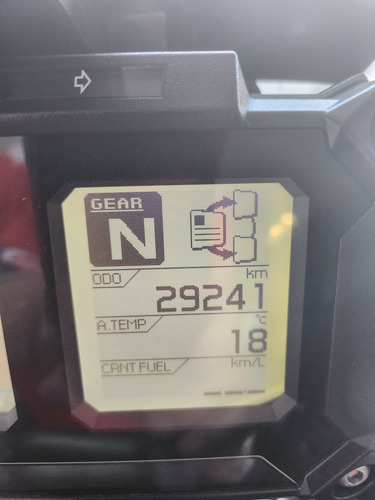 GEAR
N
ODO km
29241
A.TEMP °C
18
CRNT FUEL km/L
--.-